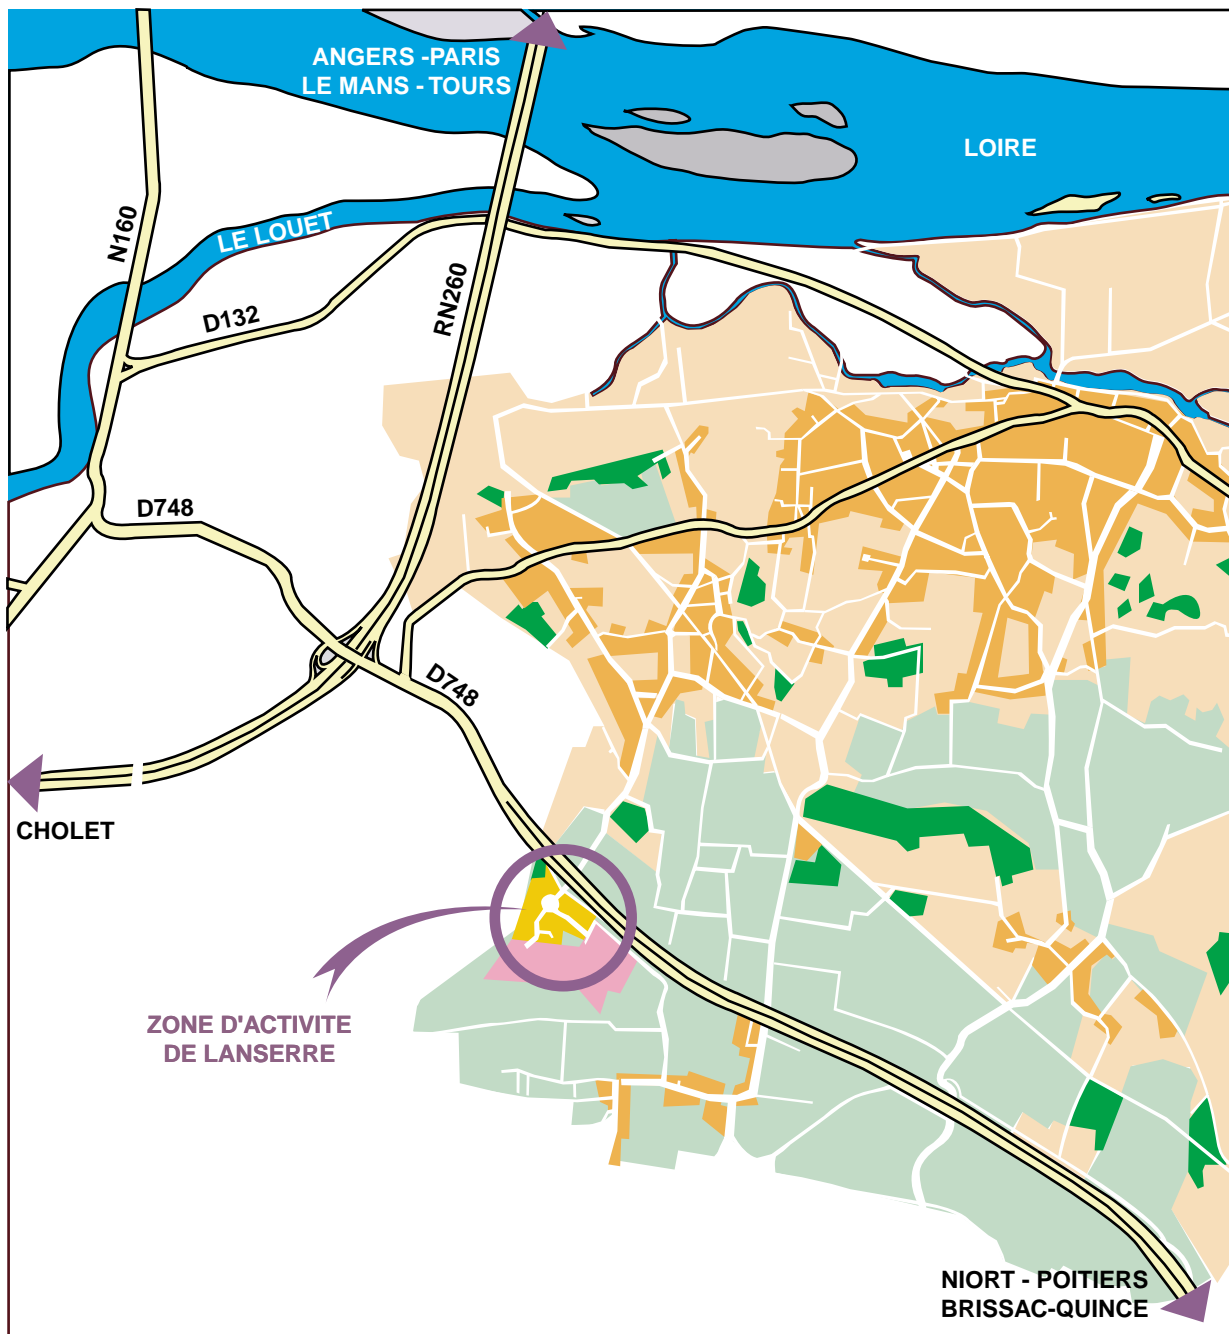 ANGERS -PARIS
LE MANS - TOURS
LOIRE
N160
LE LOUET
D132
RN260
D748
D748
CHOLET
ZONE D'ACTIVITE
DE LANSERRE
NIORT - POITIERS
BRISSAC-QUINCE